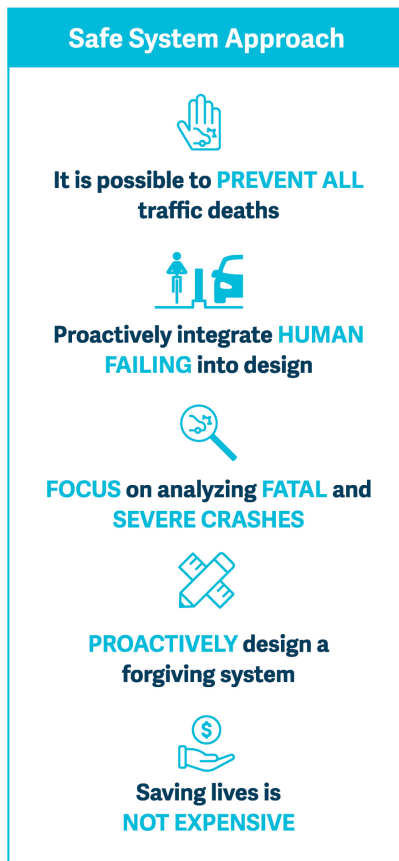 Safe System Approach
It is possible to PREVENT ALL
traffic deaths
Proactively integrate HUMAN
FAILING into design
FOCUS on analyzing FATAL and
SEVERE CRASHES
PROACTIVELY design a
forgiving system
$
Saving lives is
NOT EXPENSIVE